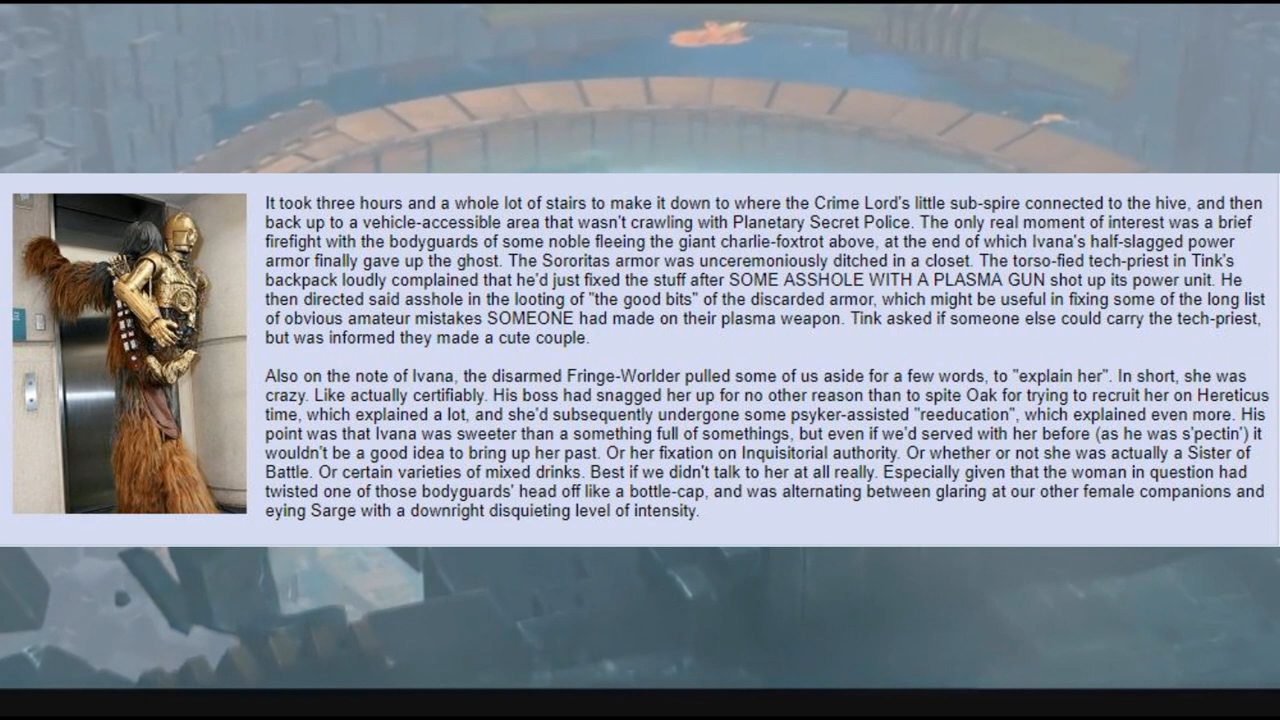 It took three hours and a whole lot of stairs to make it down to where the Crime Lord's little sub-spire connected to the hive, and then
back up to a vehicle-accessible area that wasn't crawling with Planetary Secret Police. The only real moment of interest was a brief
firefight with the bodyguards of some noble fleeing the giant charlie-foxtrot above, at the end of which Ivana's half-slagged power
armor finally gave up the ghost. The Sororitas armor was unceremoniously ditched in a closet. The torso-fied tech-priest in Tink's
backpack loudly complained that he'd just fixed the stuff after SOME ASSHOLE WITH A PLASMA GUN shot up its power unit. He
then directed said asshole in the looting of "the good bits" of the discarded armor, which might be useful in fixing some of the long list
of obvious amateur mistakes SOMEONE had made on their plasma weapon. Tink asked if someone else could carry the tech-priest,
but was informed they made a cute couple.
Also on the note of Ivana, the disarmed Fringe-Worlder pulled some of us aside for a few words, to "explain her". In short, she was
crazy. Like actually certifiably. His boss had snagged her up for no other reason than to spite Oak for trying to recruit her on Hereticus
time, which explained a lot, and she'd subsequently undergone some psyker-assisted "reeducation", which explained even more. His
point was that Ivana was sweeter than a something full of somethings, but even if we'd served with her before (as he was s'pectin') it
wouldn't be a good idea to bring up her past. Or her fixation on Inquisitorial authority. Or whether or not she was actually a Sister of
Battle. Or certain varieties of mixed drinks. Best if we didn't talk to her at all really. Especially given that the woman in question had
twisted one of those bodyguards' head off like a bottle-cap, and was alternating between glaring at our other female companions and
eying Sarge with a downright disquieting level of intensity.